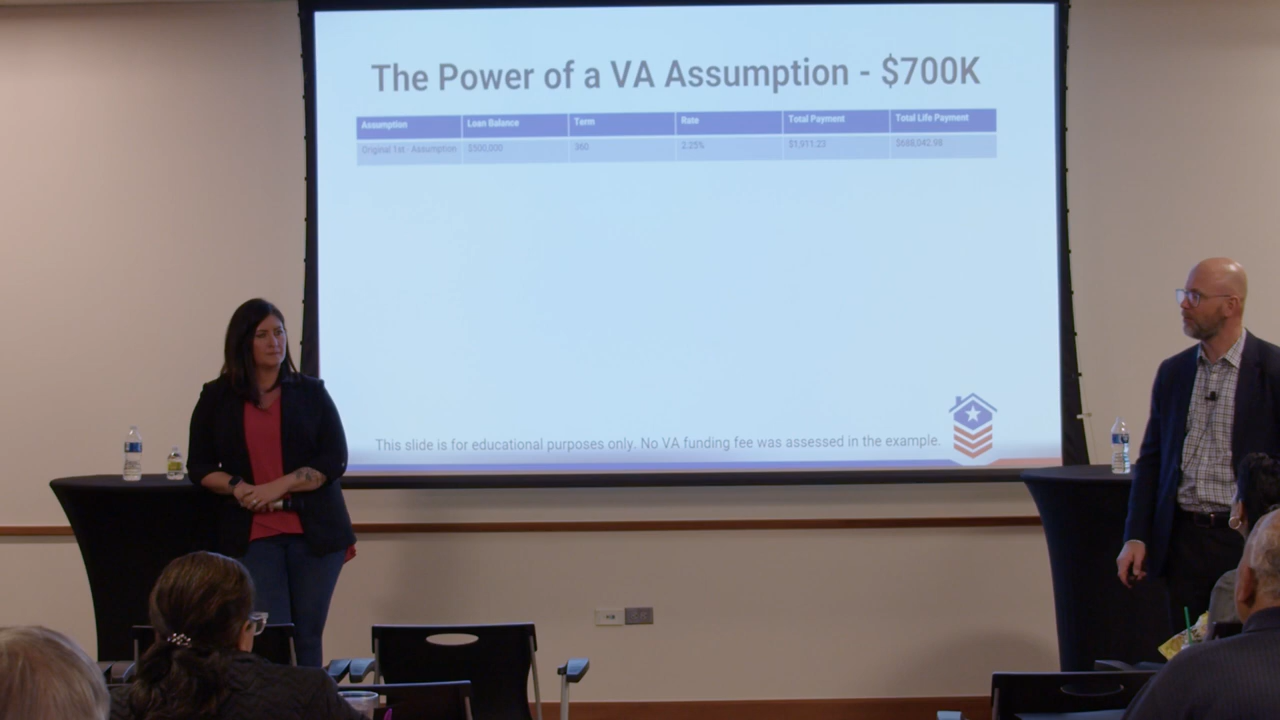 The Power of a VA Assumption - $700K
Assumption Loan Balance Term Rate Total Payment Total Life Payment
Original 1st - Assumption $500,000 360 2.25% $1,911.23 $688,042.98
This slide is for educational purposes only. No VA funding fee was assessed in the example.